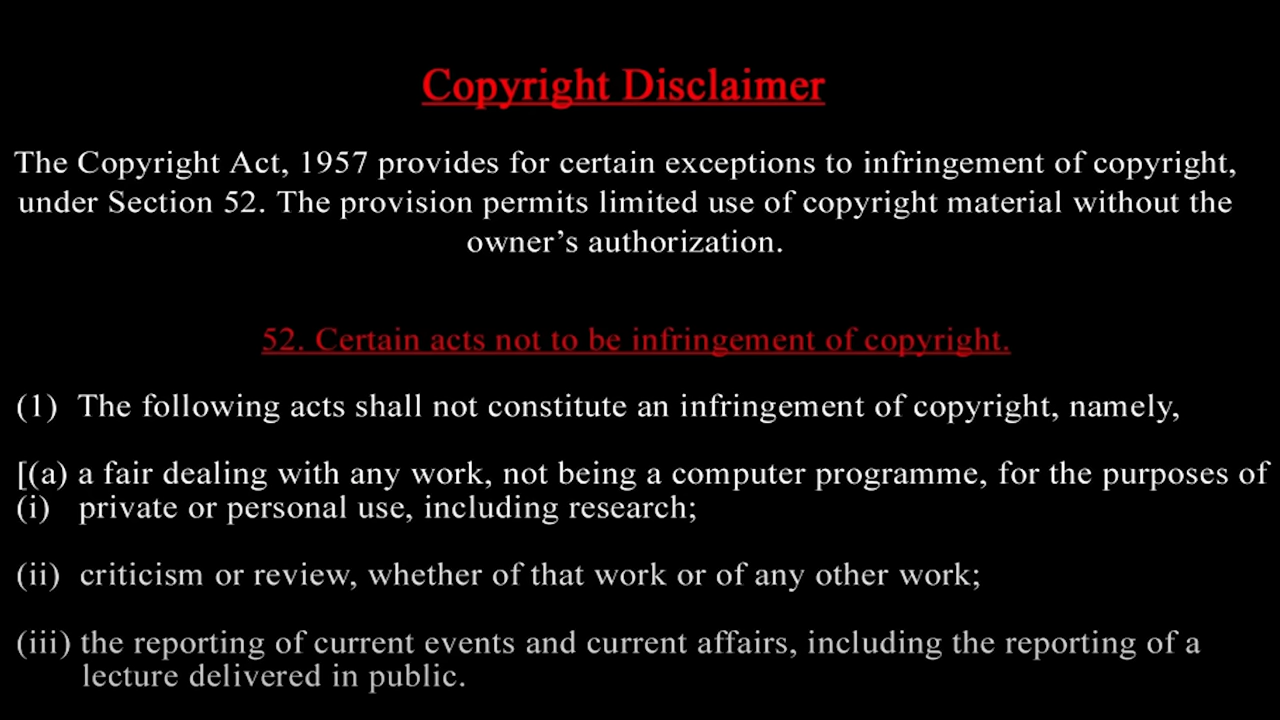 Copyright Disclaimer
The Copyright Act, 1957 provides for certain exceptions to infringement of copyright,
under Section 52. The provision permits limited use of copyright material without the
owner’s authorization.
52. Certain acts not to be infringement of copyright.
(1) The following acts shall not constitute an infringement of copyright, namely,
[(a) a fair dealing with any work, not being a computer programme, for the purposes of
(i) private or personal use, including research;
(ii) criticism or review, whether of that work or of any other work;
(iii) the reporting of current events and current affairs, including the reporting of a
lecture delivered in public.